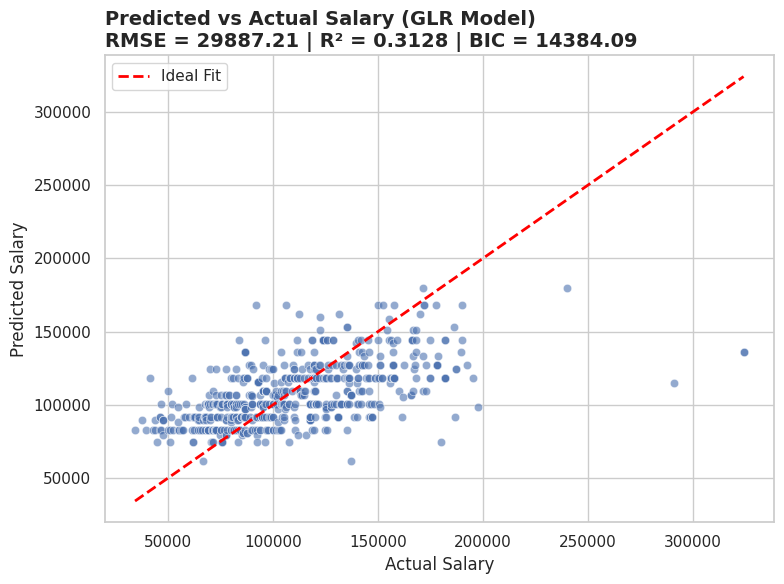 Predicted vs Actual Salary (GLR Model)
RMSE = 29887.21 | R² = 0.3128 | BIC = 14384.09
Ideal Fit
300000
250000
200000
150000
100000
50000
Predicted Salary
50000 100000 150000 200000 250000 300000
Actual Salary